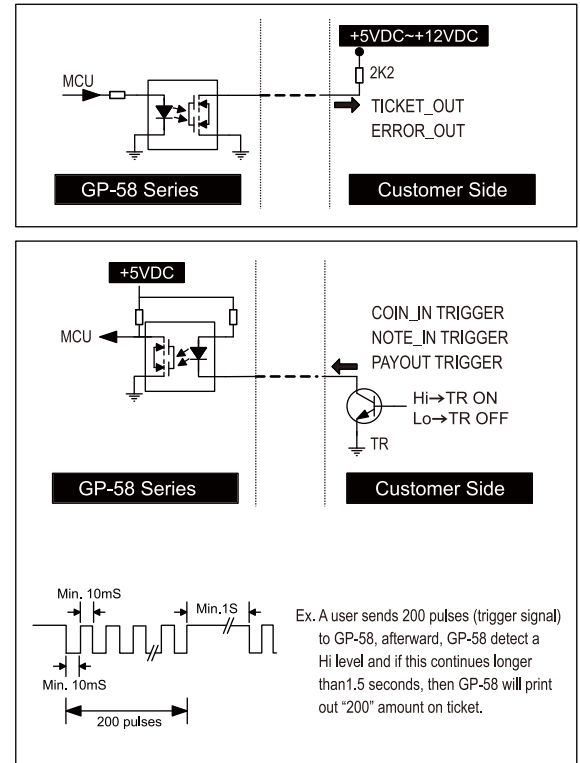 +5VDC~+12VDC
2K2
MCU
TICKET_OUT
ERROR_OUT
GP-58 Series
Customer Side
+5VDC
MCU
COIN_IN TRIGGER
NOTE_IN TRIGGER
PAYOUT TRIGGER
Hi→TR ON
Lo→TR OFF
TR
GP-58 Series
Customer Side
Min. 10mS
Min.1S
Min. 10mS
200 pulses
Ex. A user sends 200 pulses (trigger signal)
to GP-58, afterward, GP-58 detect a
Hi level and if this continues longer
than1.5 seconds, then GP-58 will print
out “200” amount on ticket.